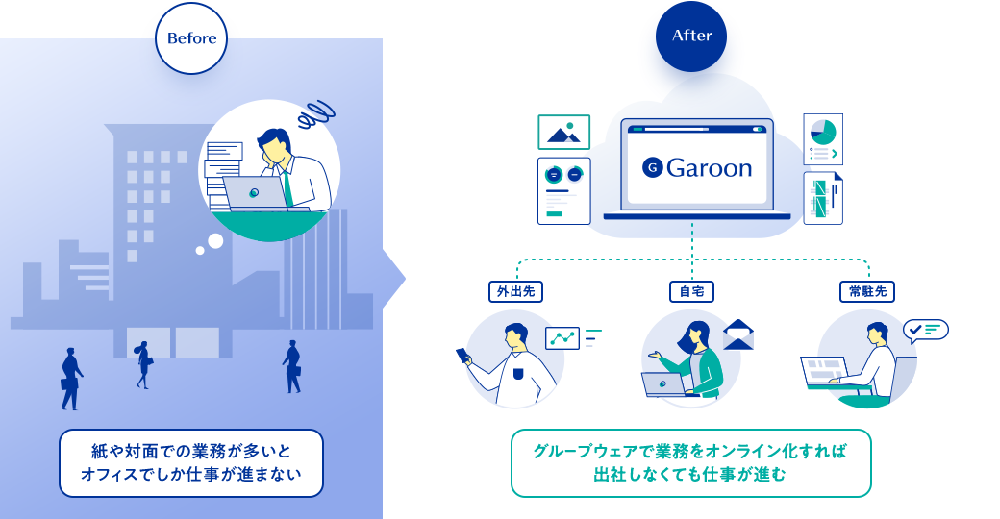 Before
紙や対面での業務が多いと
オフィスでしか仕事が進まない
After
G Garoon
外出先
自宅
常駐先
グループウェアで業務をオンライン化すれば
出社しなくても仕事が進む